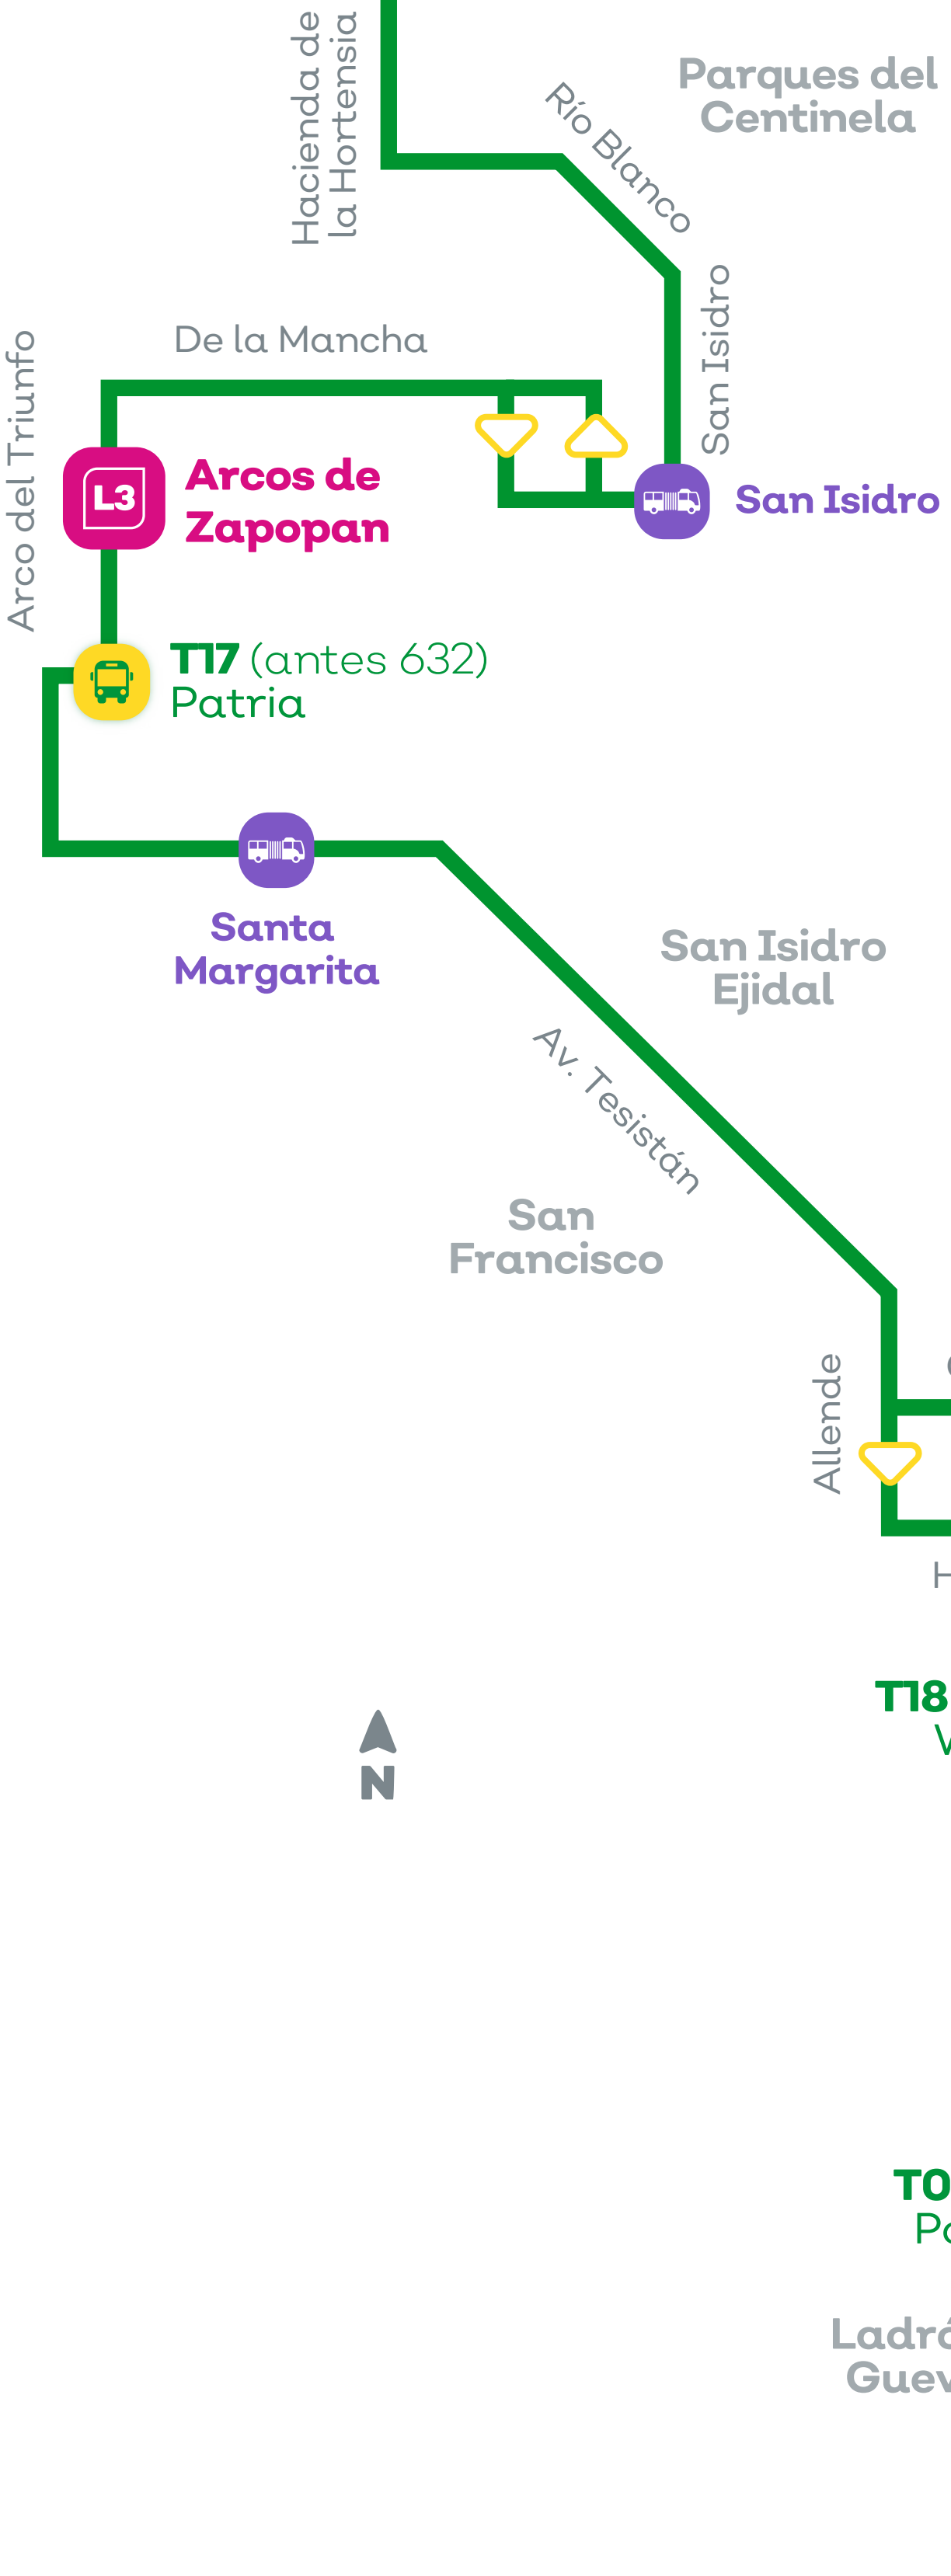 Hacienda de
la Hortensia
Parques del
Centinela
Río Blanco
San Isidro
De la Mancha
Arco del Triunfo
L3
Arcos de
Zapopan
San Isidro
T17 (antes 632)
Patria
Santa
Margarita
San Isidro
Ejidal
Av. Tesistán
San
Francisco
Allende
H
T18
N
T0